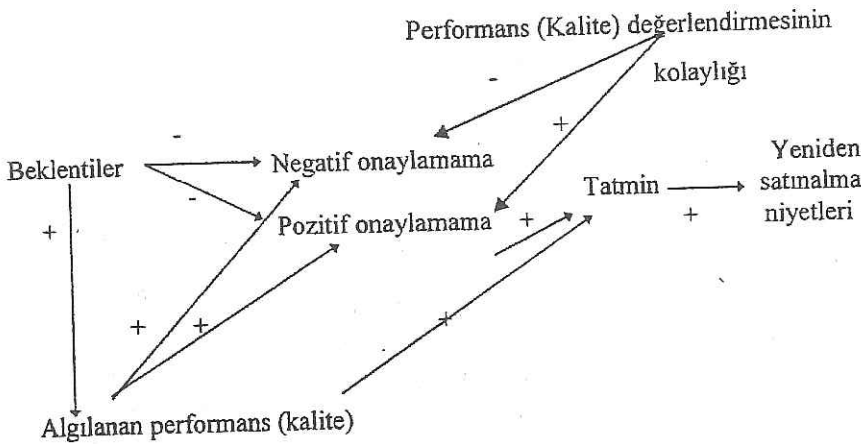 Performans (Kalite) değerlendirmesinin
kolaylığı
-
+
-
Beklentiler
Negatif onaylamama
-
Pozitif onaylamama
+
Tatmin
+
Yeniden
satınalma
niyetleri
+
+
+
+
Algılanan performans (kalite)